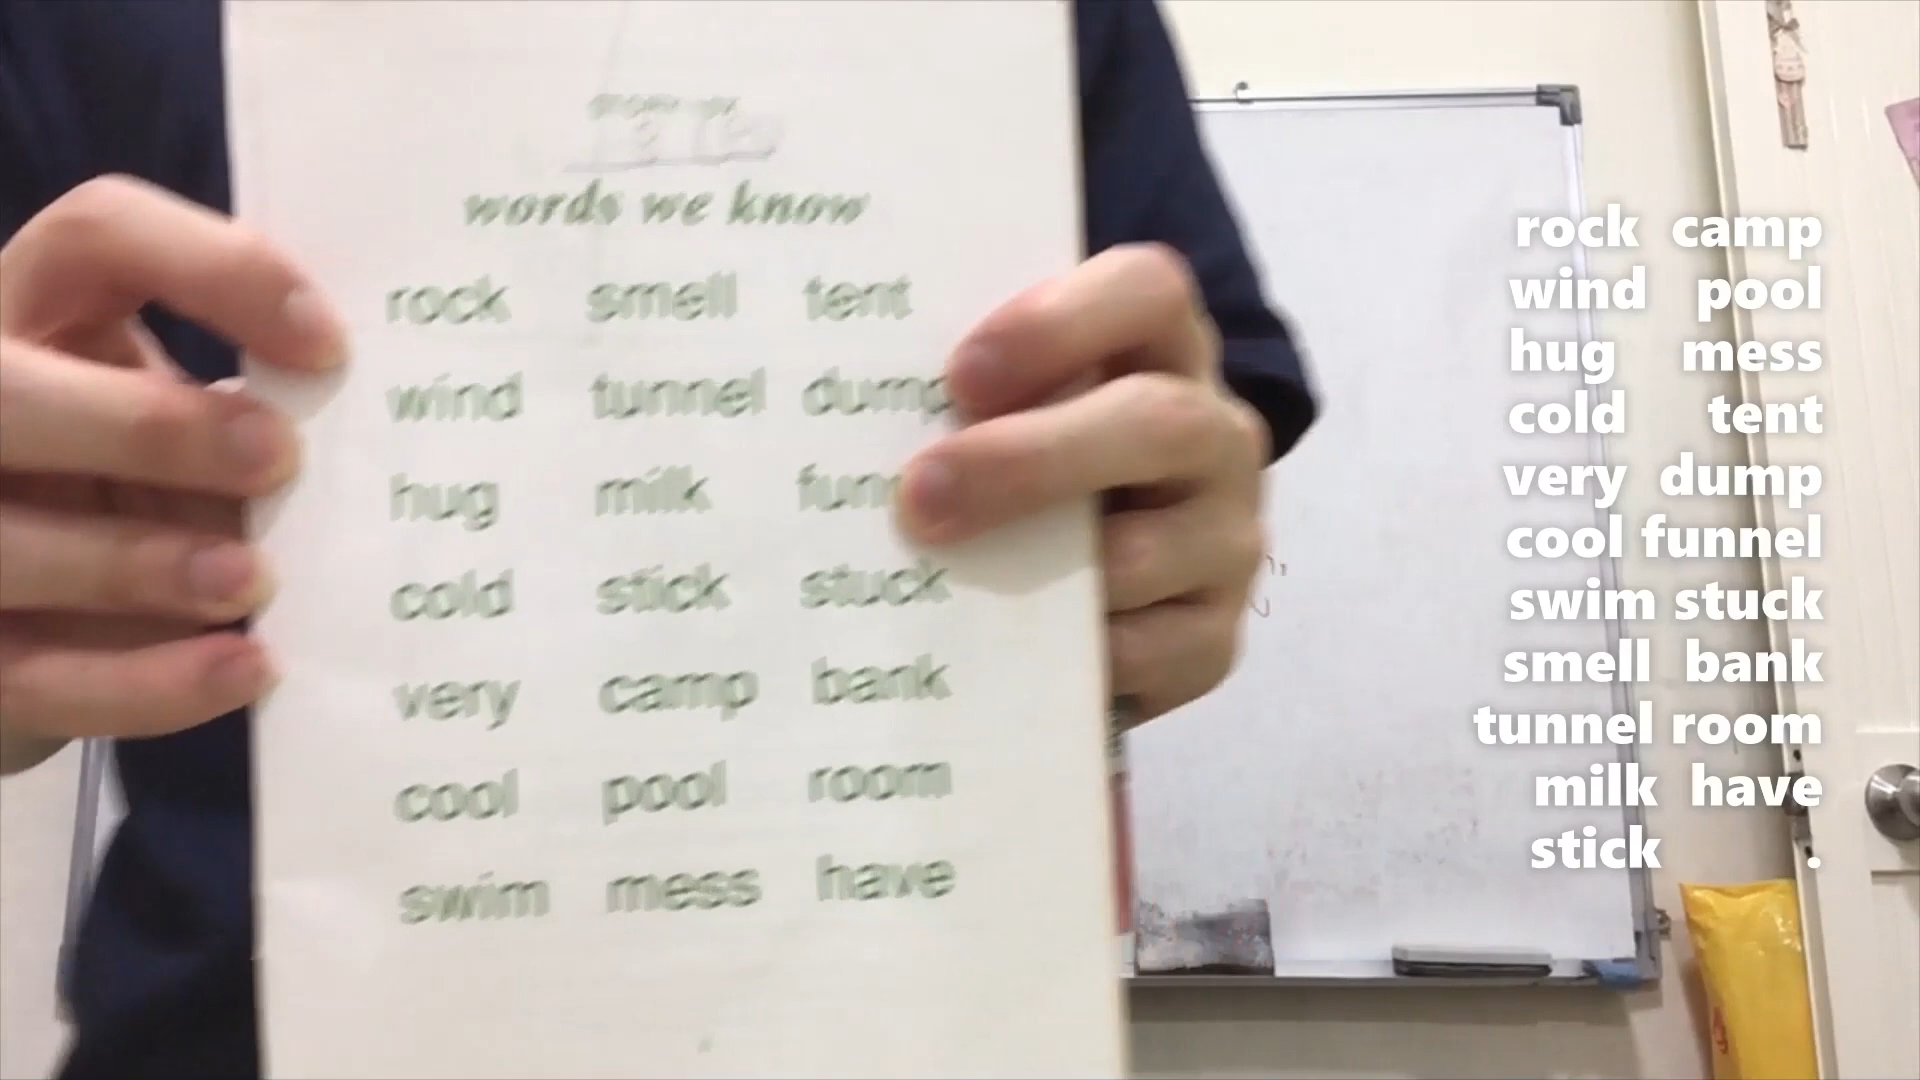 words we know
rock smell tent
wind tunnel dump
hug milk fun
cold stick stuck
very camp bank
cool pool room
swim mess have
rock camp
wind pool
hug mess
cold tent
very dump
cool funnel
swim stuck
smell bank
tunnel room
milk have
stick .